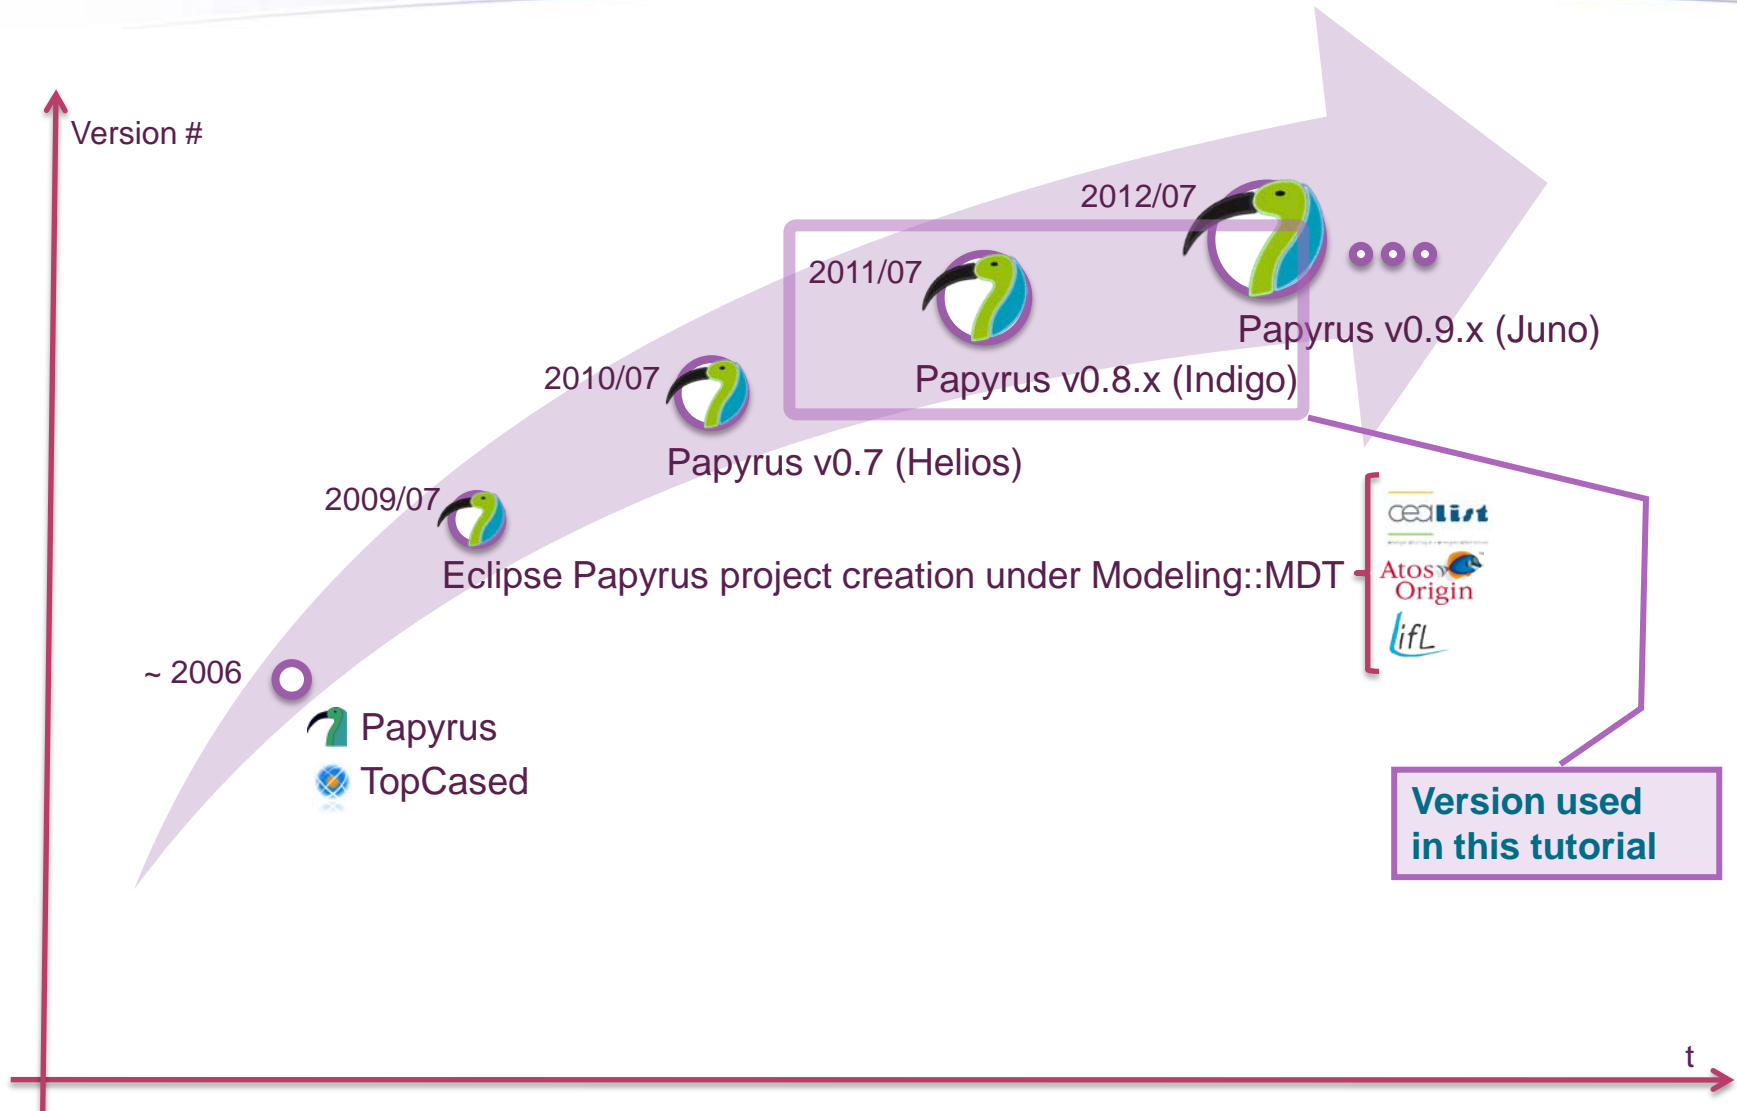 Version #
2012/07
2011/07
Papyrus v0.9.x (Juno)
2010/07
Papyrus v0.8.x (Indigo)
Papyrus v0.7 (Helios)
2009/07
cealist
Eclipse Papyrus project creation under Modeling::MDT
Atos
Origin
lifL
~ 2006
Papyrus
TopCased
Version used
in this tutorial
t